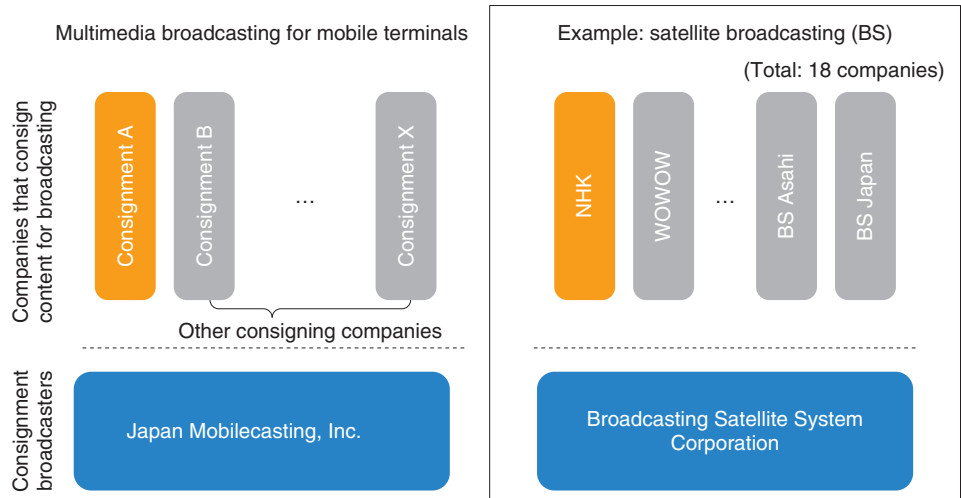 Multimedia broadcasting for mobile terminals
Companies that consign
content for broadcasting
Consignment A
Consignment B
...
Consignment X
Other consigning companies
Consignment
broadcasters
Japan Mobilecasting, Inc.
Example: satellite broadcasting (BS)
(Total: 18 companies)
NHK
WOWOW
...
BS Asahi
BS Japan
Broadcasting Satellite System
Corporation